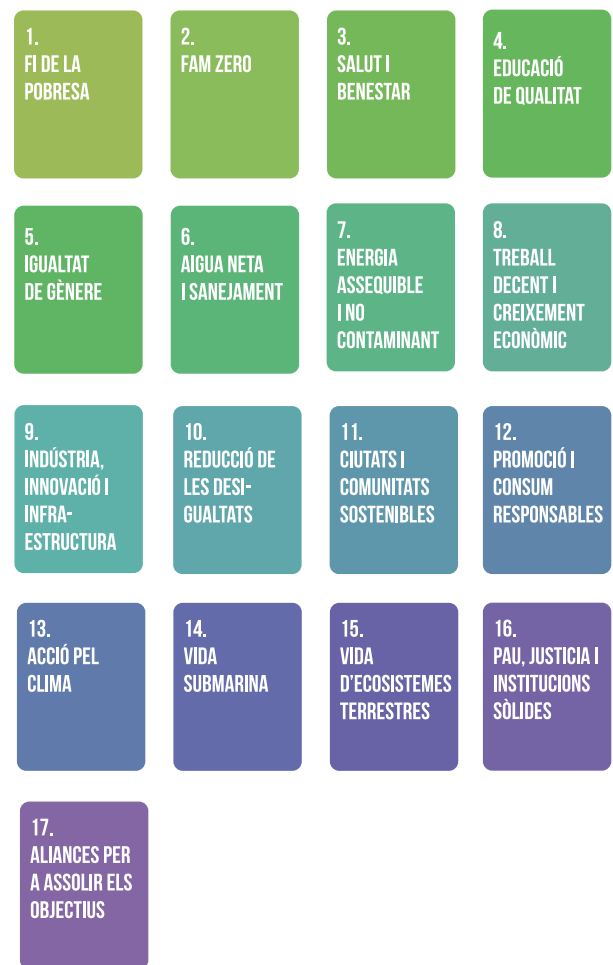 1.
FI DE LA
POBRESA
2.
FAM ZERO
3.
SALUT I
BENESTAR
4.
EDUCACIÓ
DE QUALITAT
5.
IGUALTAT
DE GÈNERE
6.
AIGUA NETA
I SANEJAMENT
7.
ENERGIA
ASSEQUIBLE
I NO
CONTAMINANT
8.
TREBALL
DECENT I
CREIXEMENT
ECONÒMIC
9.
INDÚSTRIA,
INNOVACIÓ I
INFRA-
ESTRUCTURA
10.
REDUCCIÓ DE
LES DESI-
GUALTATS
11.
CIUTATS I
COMUNITATS
SOSTENIBLES
12.
PROMOCIÓ I
CONSUM
RESPONSABLES
13.
ACCIÓ PEL
CLIMA
14.
VIDA
SUBMARINA
15.
VIDA
D'ECOSISTEMES
TERRESTRES
16.
PAU, JUSTICIA I
INSTITUCIONS
SÒLIDES
17.
ALIANCES PER
A ASSOLIR ELS
OBJECTIUS